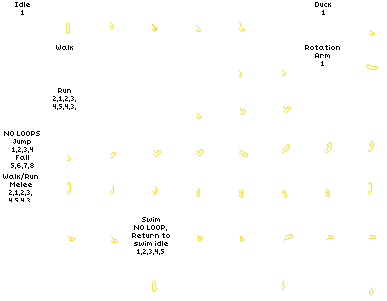 Idle
1
Duck
1
Walk
Rotation
Arm
1
Run
2,1,2,3,
4,5,4,3,
NO LOOPS
Jump
1,2,3,4
Fall
5,6,7,8
Walk/Run
Melee
2,1,2,3,
4,5,4,3
Swim
NO LOOP,
Return to
swim idle
1,2,3,4,5